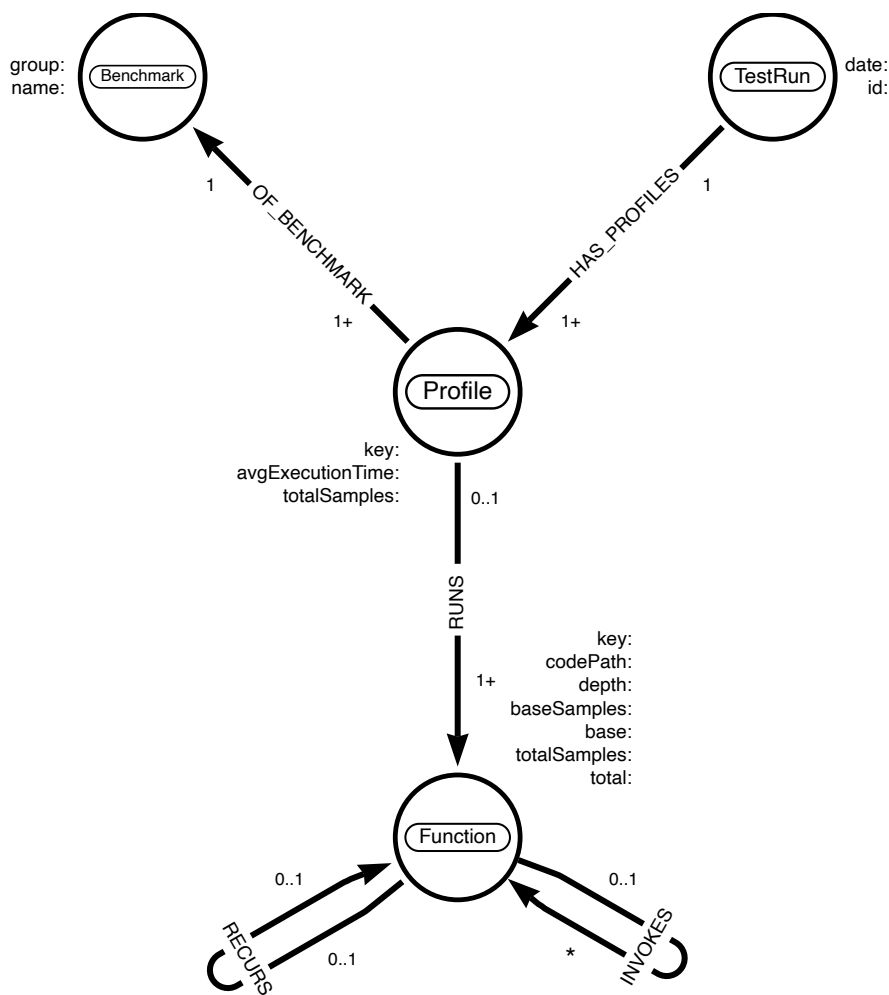 group:
name:
Benchmark
TestRun
date:
id:
1
OF_BENCHMARK
1+
1
HAS_PROFILES
1+
Profile
key:
avgExecutionTime:
totalSamples:
0..1
RUNS
1+
key:
codePath:
depth:
baseSamples:
base:
totalSamples:
total:
Function
0..1
RECURS
0..1
0..1
INVOKES
*